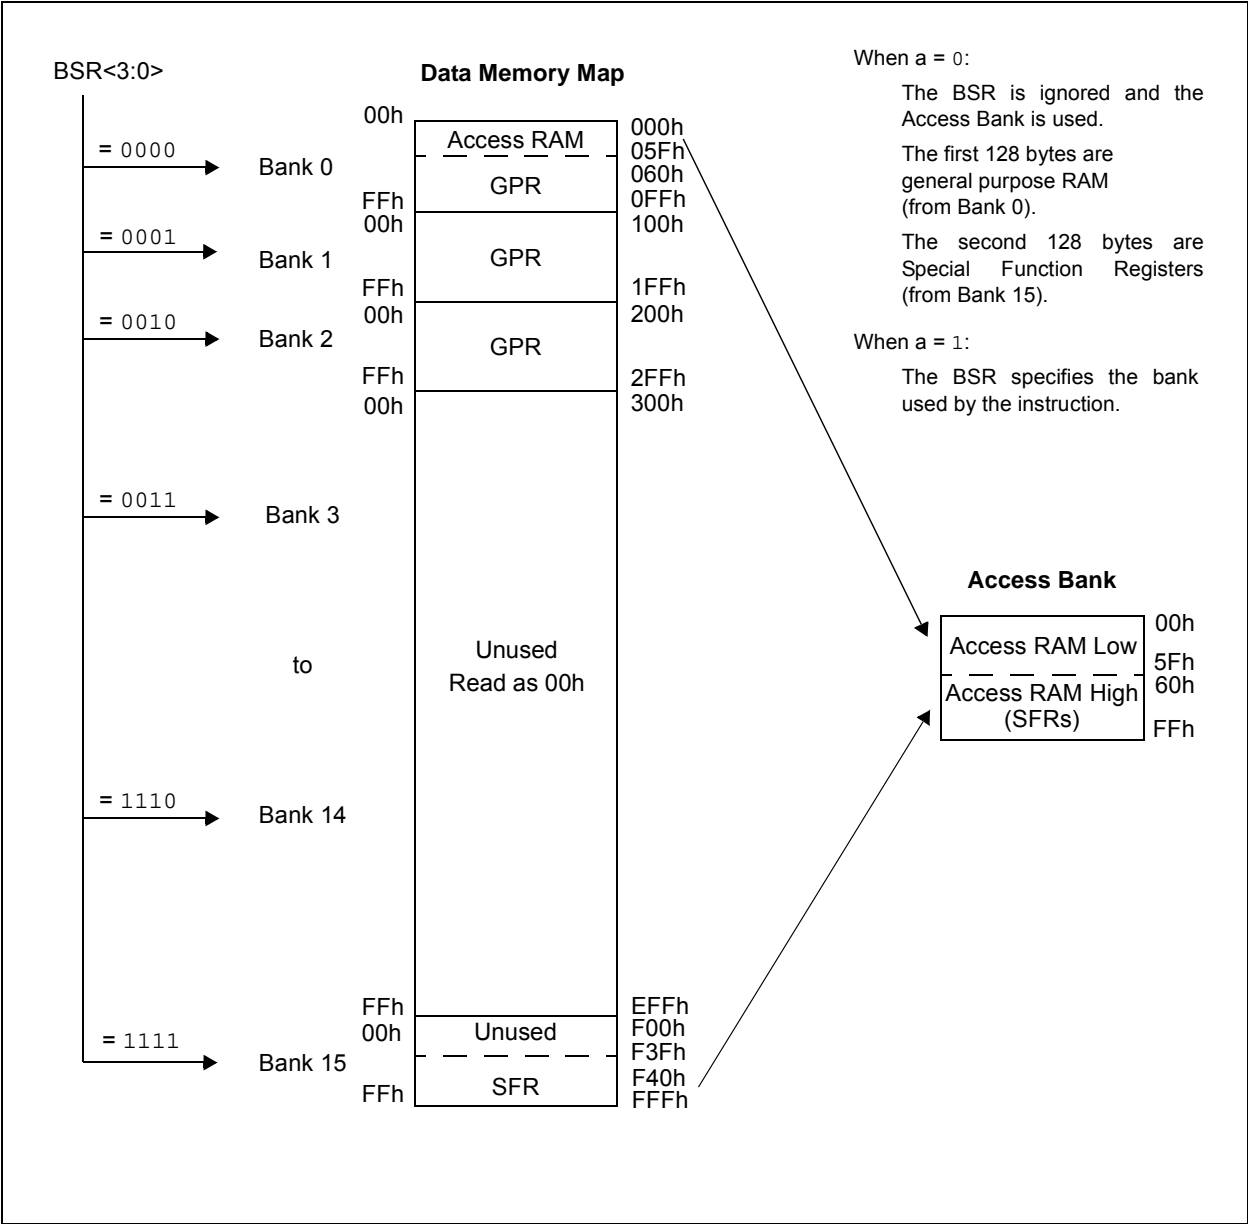 BSR<3:0>
= 0000
Bank 0
= 0001
Bank 1
= 0010
Bank 2
= 0011
Bank 3
to
= 1110
Bank 14
= 1111
Bank 15
Data Memory Map
00h
Access RAM
000h
05Fh
060h
GPR
FFh
0FFh
00h
100h
GPR
FFh
1FFh
00h
200h
GPR
FFh
2FFh
00h
300h
Unused
Read as 00h
FFh
EFFh
00h
Unused
F00h
F3Fh
F40h
SFR
FFh
FFFh
When a = 0:
The BSR is ignored and the
Access Bank is used.
The first 128 bytes are
general purpose RAM
(from Bank 0).
The second 128 bytes are
Special Function Registers
(from Bank 15).
When a = 1:
The BSR specifies the bank
used by the instruction.
Access Bank
00h
Access RAM Low
5Fh
60h
Access RAM High
(SFRs)
FFh